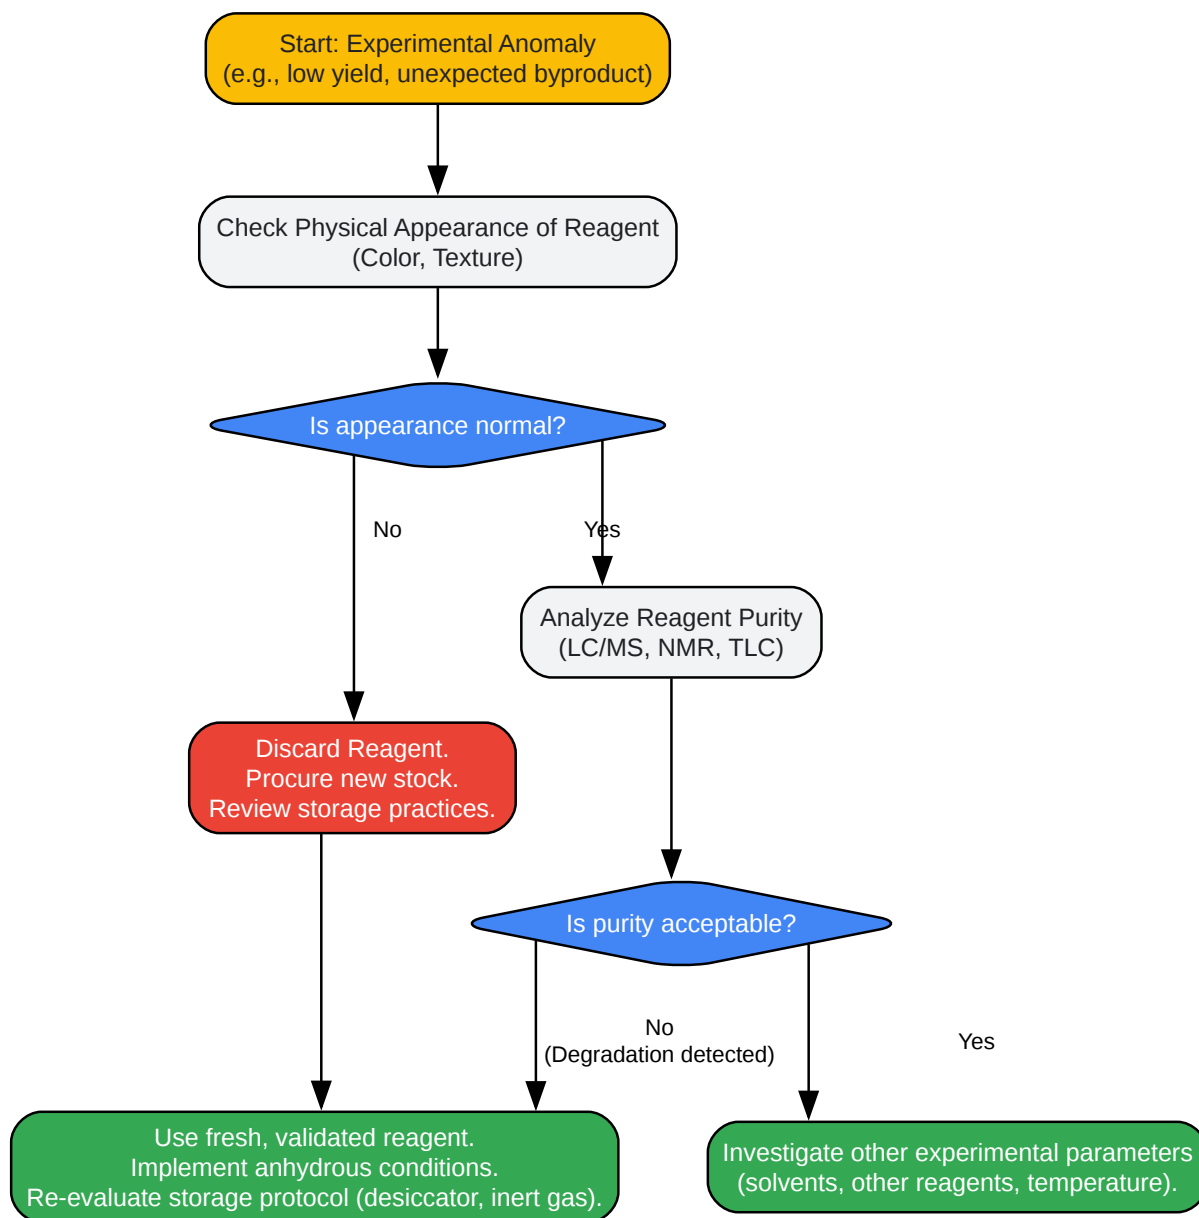 Start: Experimental Anomaly
(e.g., low yield, unexpected byproduct)
Check Physical Appearance of Reagent
(Color, Texture)
Is appearance normal?
No
Yes
Analyze Reagent Purity
(LC/MS, NMR, TLC)
Discard Reagent.
Procure new stock.
Review storage practices.
Is purity acceptable?
No
(Degradation detected)
Yes
Use fresh, validated reagent.
Implement anhydrous conditions.
Re-evaluate storage protocol (desiccator, inert gas).
Investigate other experimental parameters
(solvents, other reagents, temperature).